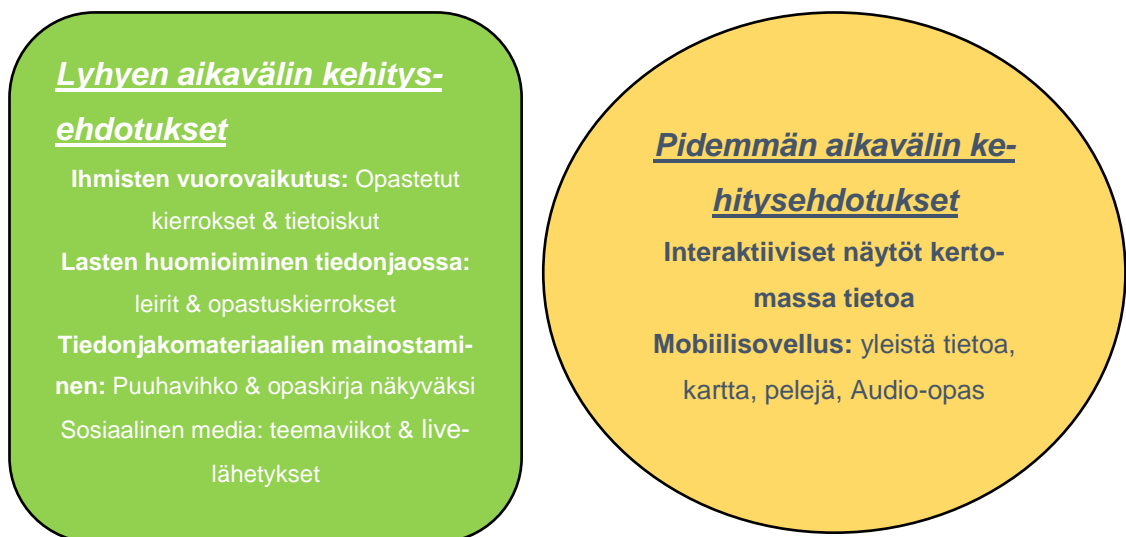 Lyhyen aikavälin kehitys-
ehdotukset
Ihmisten vuorovaikutus: Opastetut
kierrokset & tietoiskut
Lasten huomioiminen tiedonjaossa:
leirit & opastuskierrokset
Tiedonjakomateriaalien mainostami-
nen: Puuhavihko & opaskirja näkyväksi
Sosiaalinen media: teemaviikot & live-
lähetykset
Pidemmän aikavälin ke-
hitysehdotukset
Interaktiiviset näytöt kerto-
massa tietoa
Mobiilisovellus: yleistä tietoa,
kartta, pelejä, Audio-opas